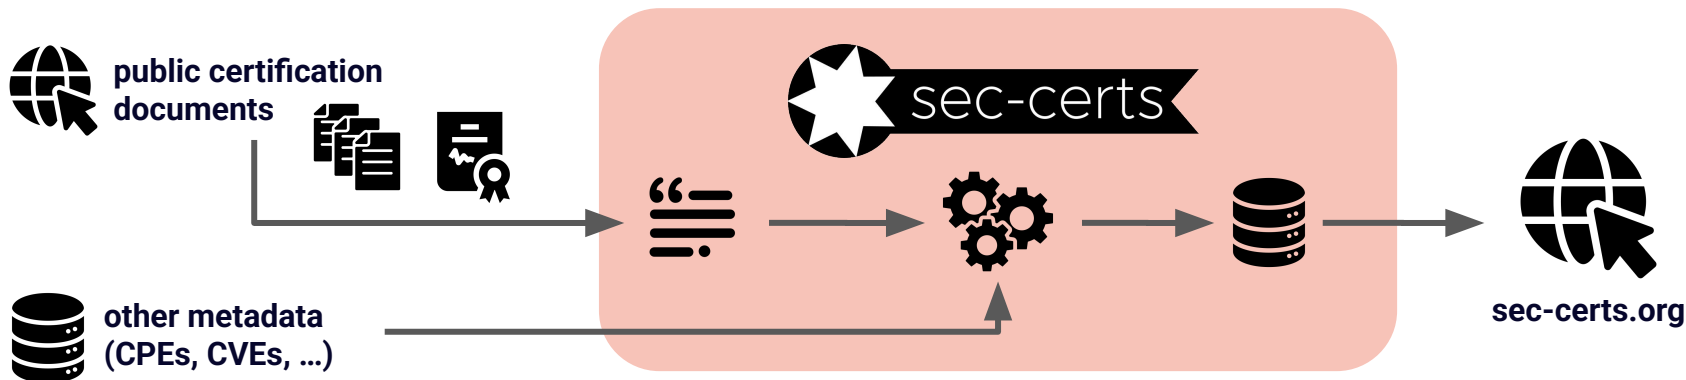 public certification
documents
sec-certs
other metadata
(CPEs, CVEs, ...)
sec-certs.org